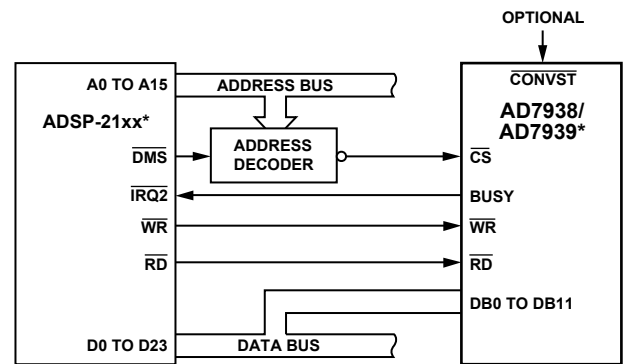 OPTIONAL
CONVST
A0 TO A15
ADDRESS BUS
ADSP-21xx*
AD7938/
AD7939*
DMS
ADDRESS
DECODER
CS
IRQ2
BUSY
WR
WR
RD
RD
DB0 TO DB11
D0 TO D23
DATA BUS